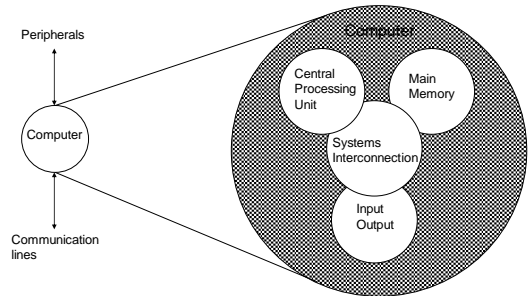 Peripherals
Computer
Communication
lines
Computer
Central
Processing
Unit
Main
Memory
Systems
Interconnection
Input
Output